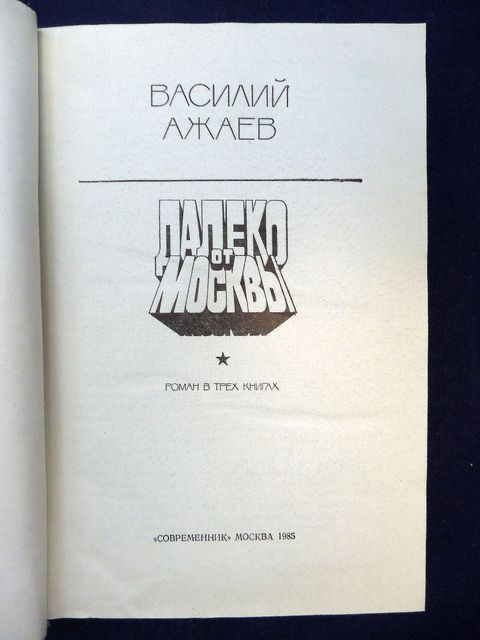 ВАСИЛИЙ
АЖАЕВ
ДАЛЕКО
ОТ
МОСКВЫ
РОМАН В ТРЕХ КНИГАХ
«СОВРЕМЕННИК» МОСКВА 1985